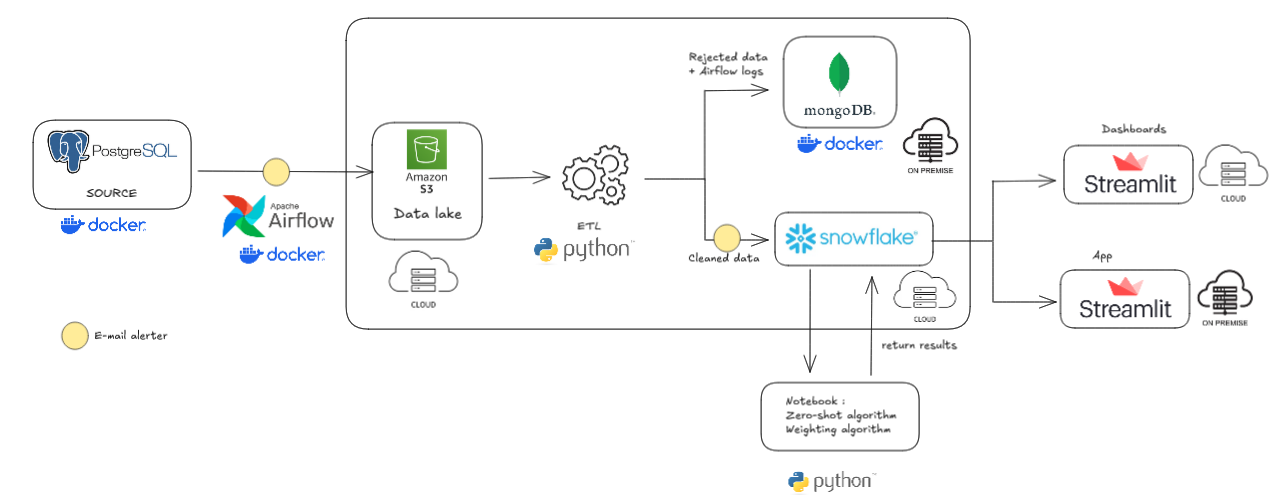 PostgreSQL
SOURCE
docker
Apache
Airflow
docker
E-mail alerter
Amazon
S3
Data lake
CLOUD
ETL
python
Rejected data
+ Airflow logs
mongoDB
docker
ON PREMISE
Cleaned data
snowflake
CLOUD
return results
Notebook :
Zero-shot algorithm
Weighting algorithm
python
Dashboards
Streamlit
CLOUD
App
Streamlit
ON PREMISE